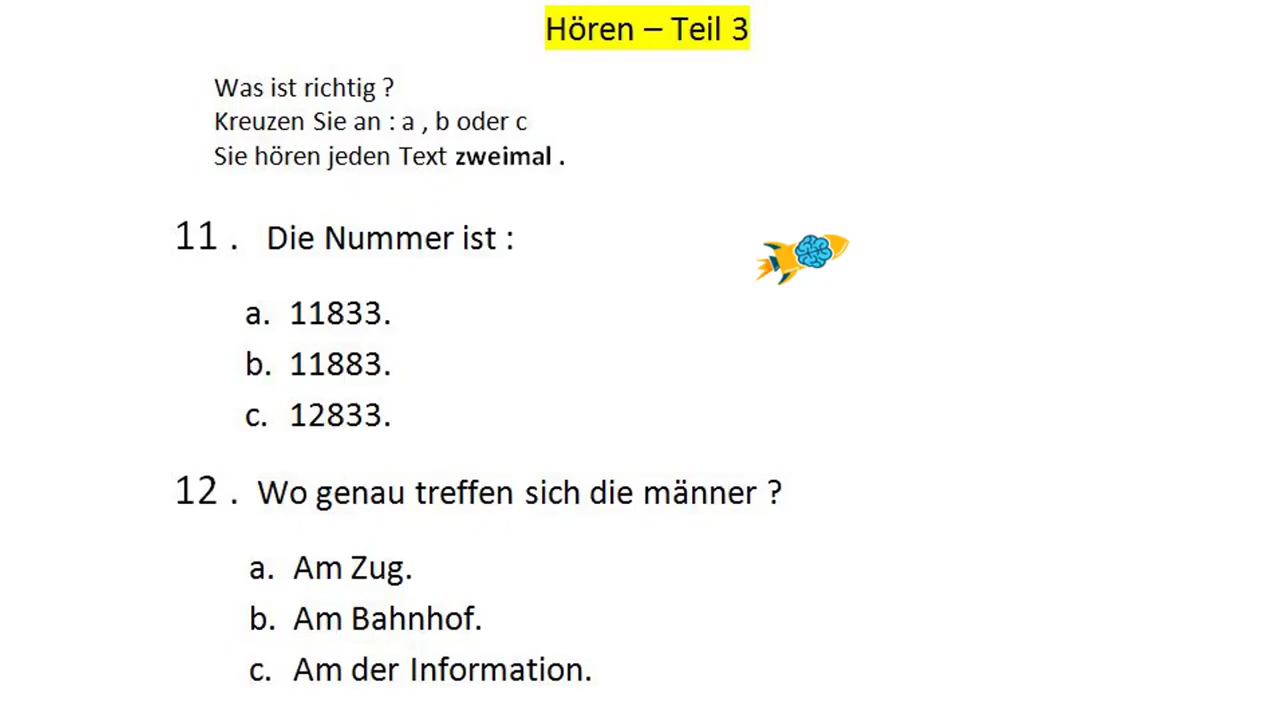 Hören – Teil 3
Was ist richtig ?
Kreuzen Sie an : a , b oder c
Sie hören jeden Text zweimal .
11 . Die Nummer ist :
a. 11833.
b. 11883.
c. 12833.
12 . Wo genau treffen sich die männer ?
a. Am Zug.
b. Am Bahnhof.
c. Am der Information.